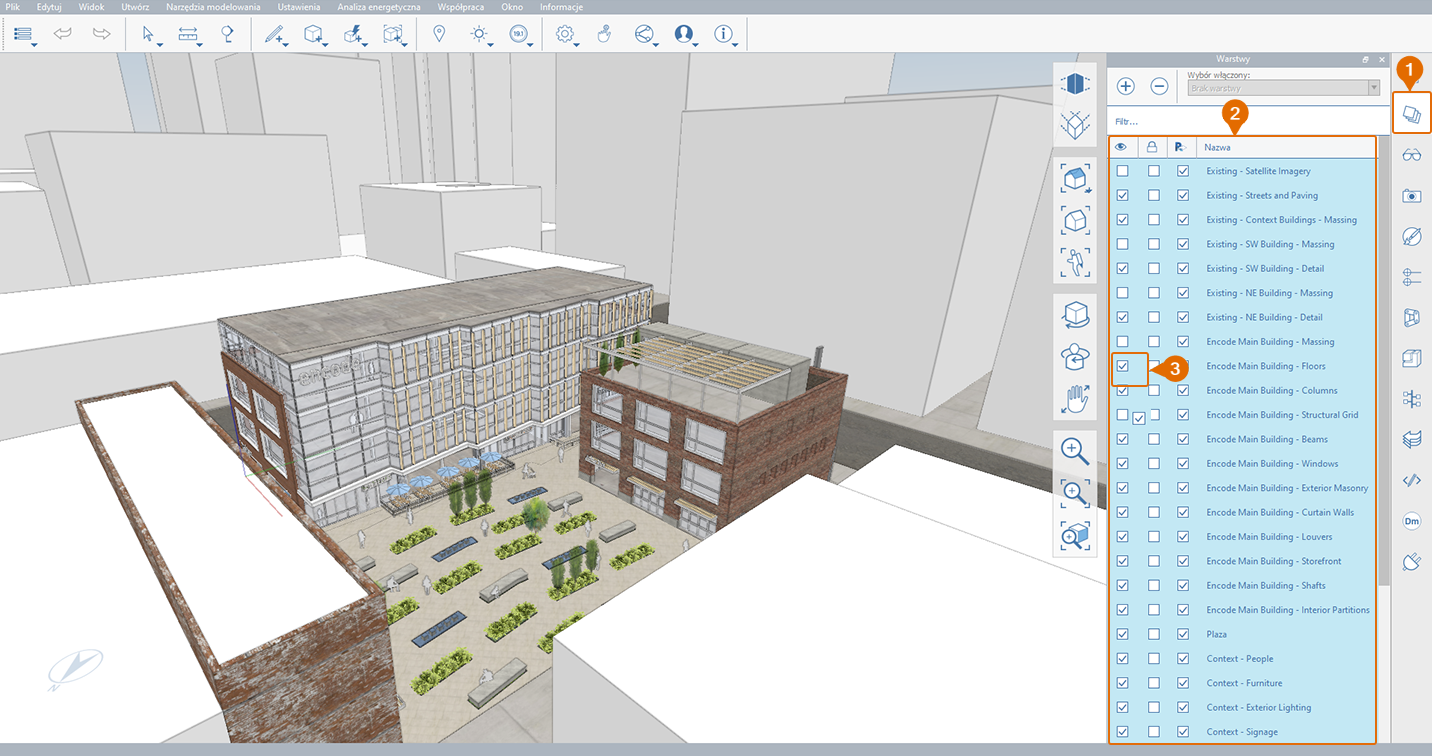 Plik Edytuj Widok Utwórz Narzędzia modelowania Ustawienia Analiza energetyczna Współpraca Okno Informacje
19.1
Warstwy
1
Wybór włączony:
Brak warstwy
2
Filtr...
Nazwa
Existing - Satellite Imagery
Existing - Streets and Paving
Existing - Context Buildings - Massing
Existing - SW Building - Massing
Existing - SW Building - Detail
Existing - NE Building - Massing
Existing - NE Building - Detail
Encode Main Building - Massing
3
Encode Main Building - Floors
Encode Main Building - Columns
Encode Main Building - Structural Grid
Encode Main Building - Beams
Encode Main Building - Windows
Encode Main Building - Exterior Masonry
Encode Main Building - Curtain Walls
Encode Main Building - Louvers
Encode Main Building - Storefront
Encode Main Building - Shafts
Encode Main Building - Interior Partitions
Plaza
Context - People
Context - Furniture
Context - Exterior Lighting
Context - Signage
Dm
encode
N